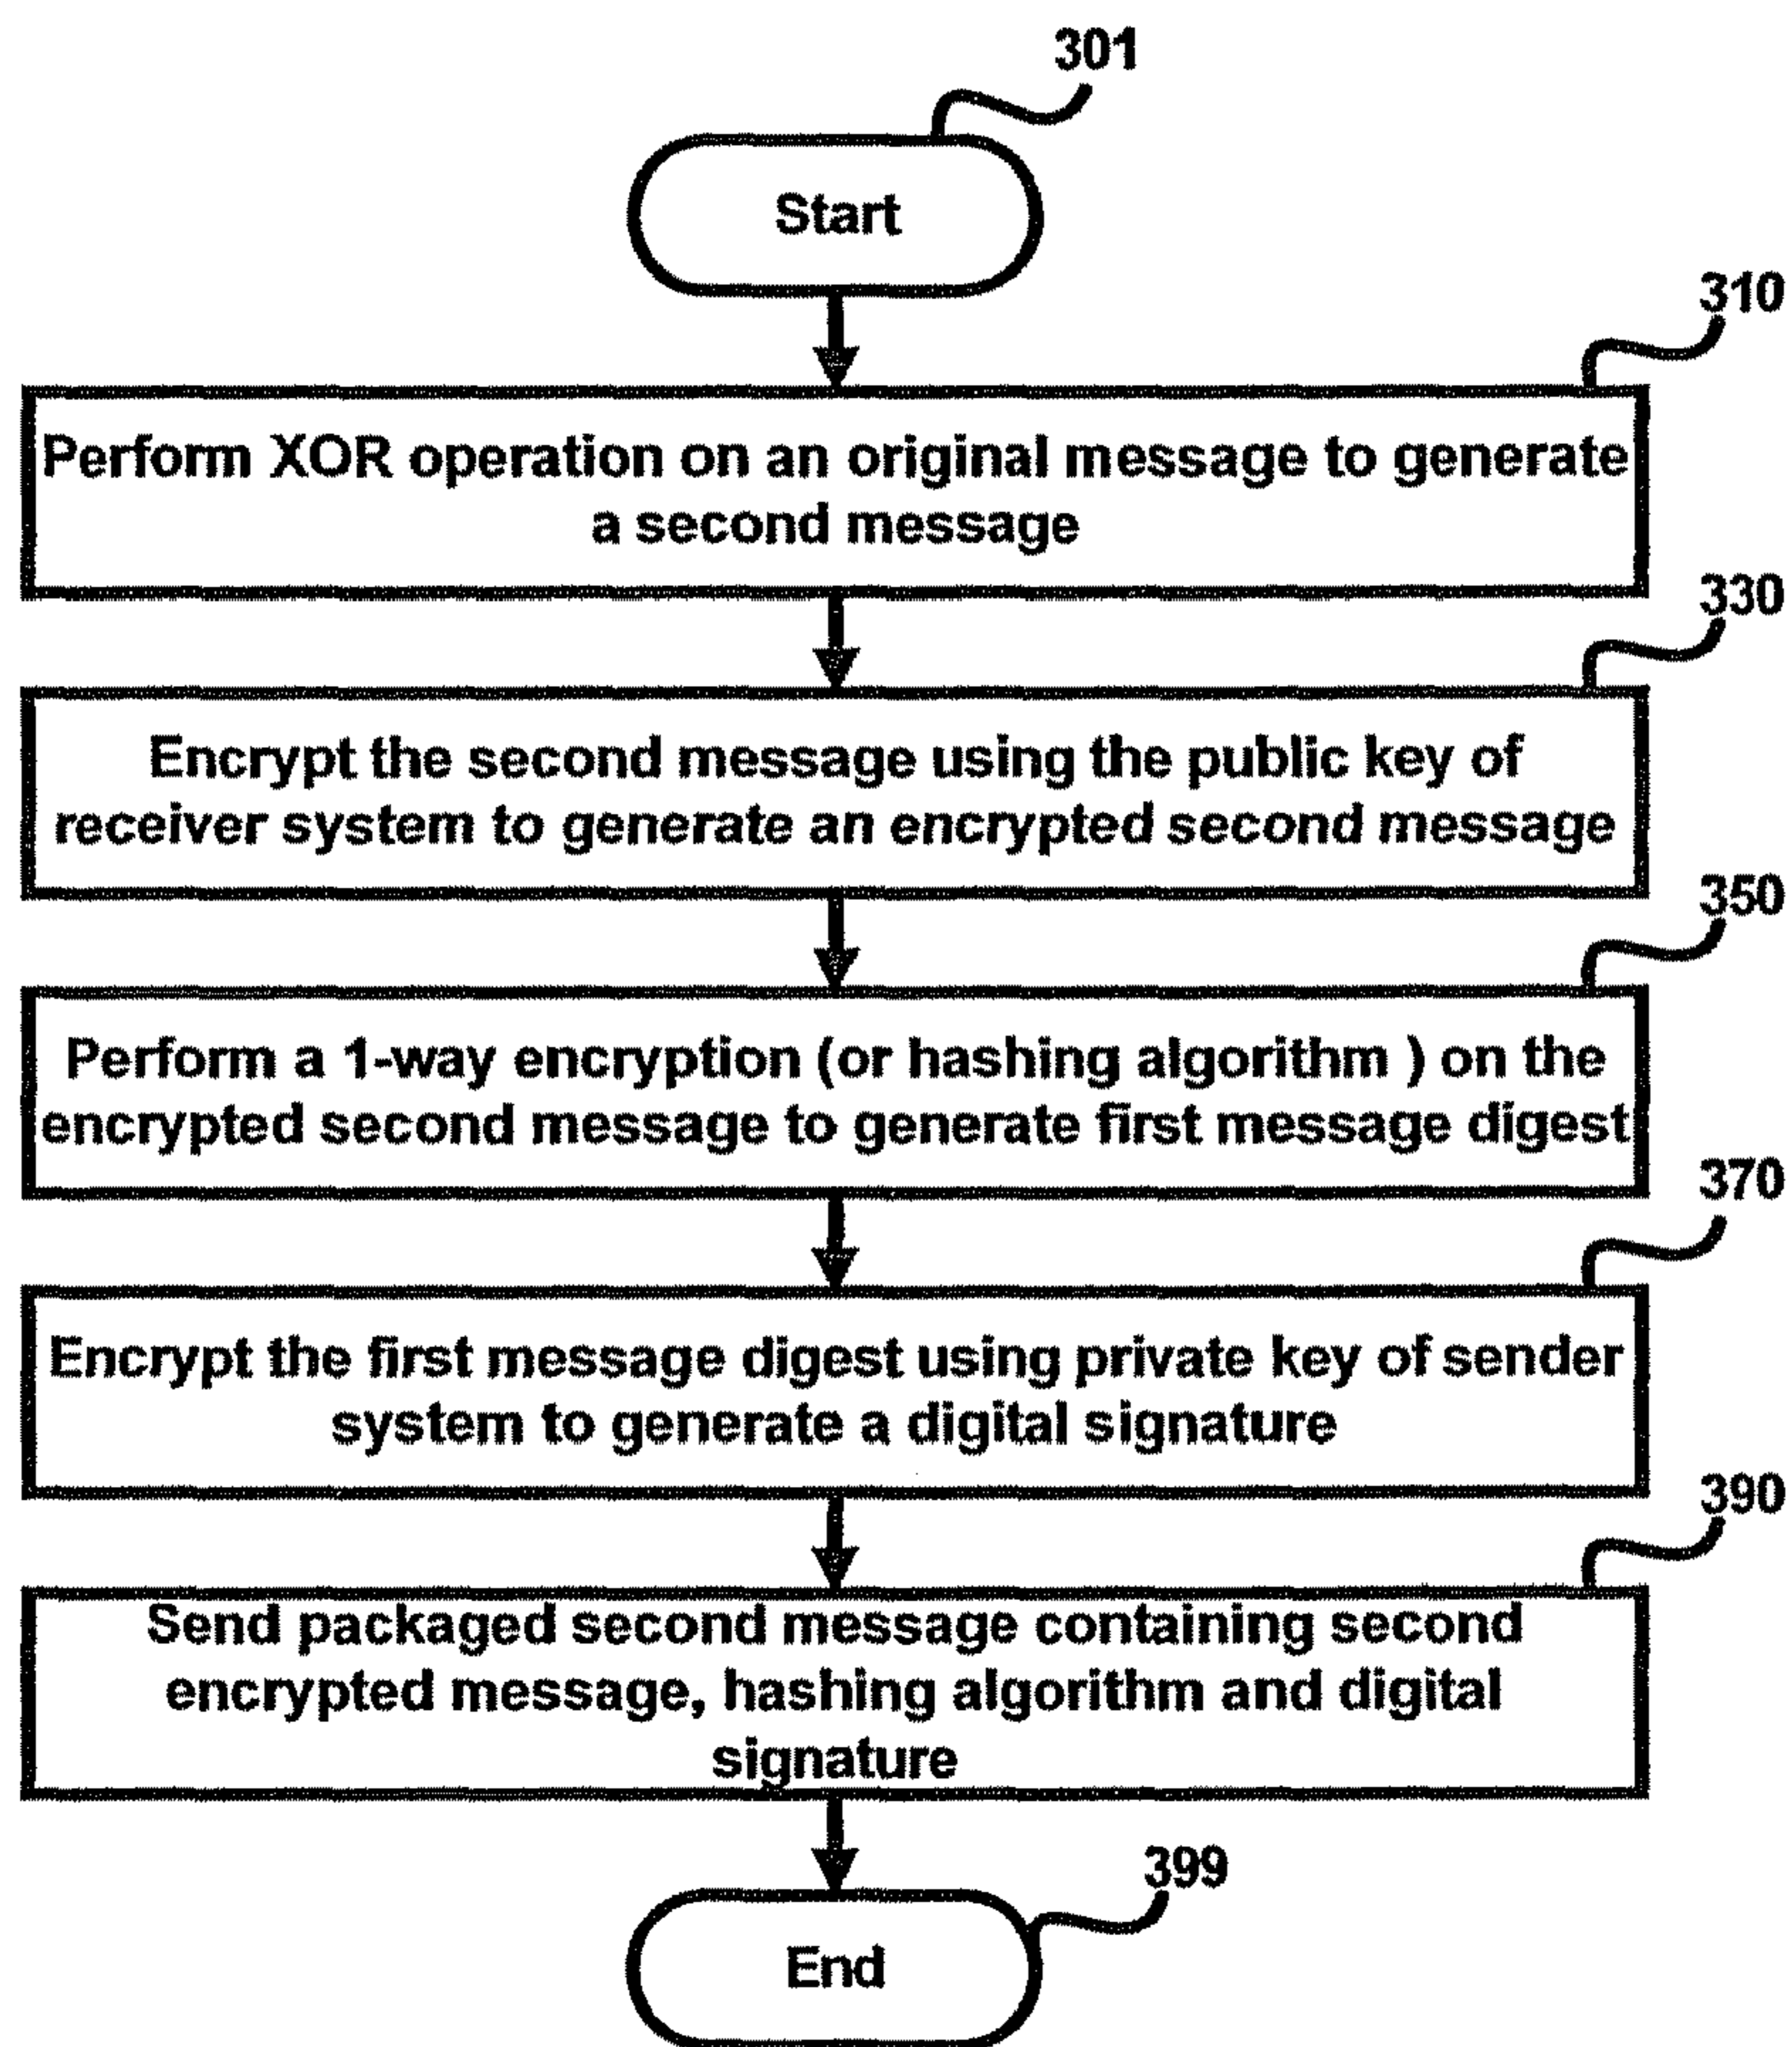 301
Start
310
Perform XOR operation on an original message to generate
a second message
330
Encrypt the second message using the public key of
receiver system to generate an encrypted second message
350
Perform a 1-way encryption (or hashing algorithm ) on the
encrypted second message to generate first message digest
370
Encrypt the first message digest using private key of sender
system to generate a digital signature
390
Send packaged second message containing second
encrypted message, hashing algorithm and digital
signature
399
End